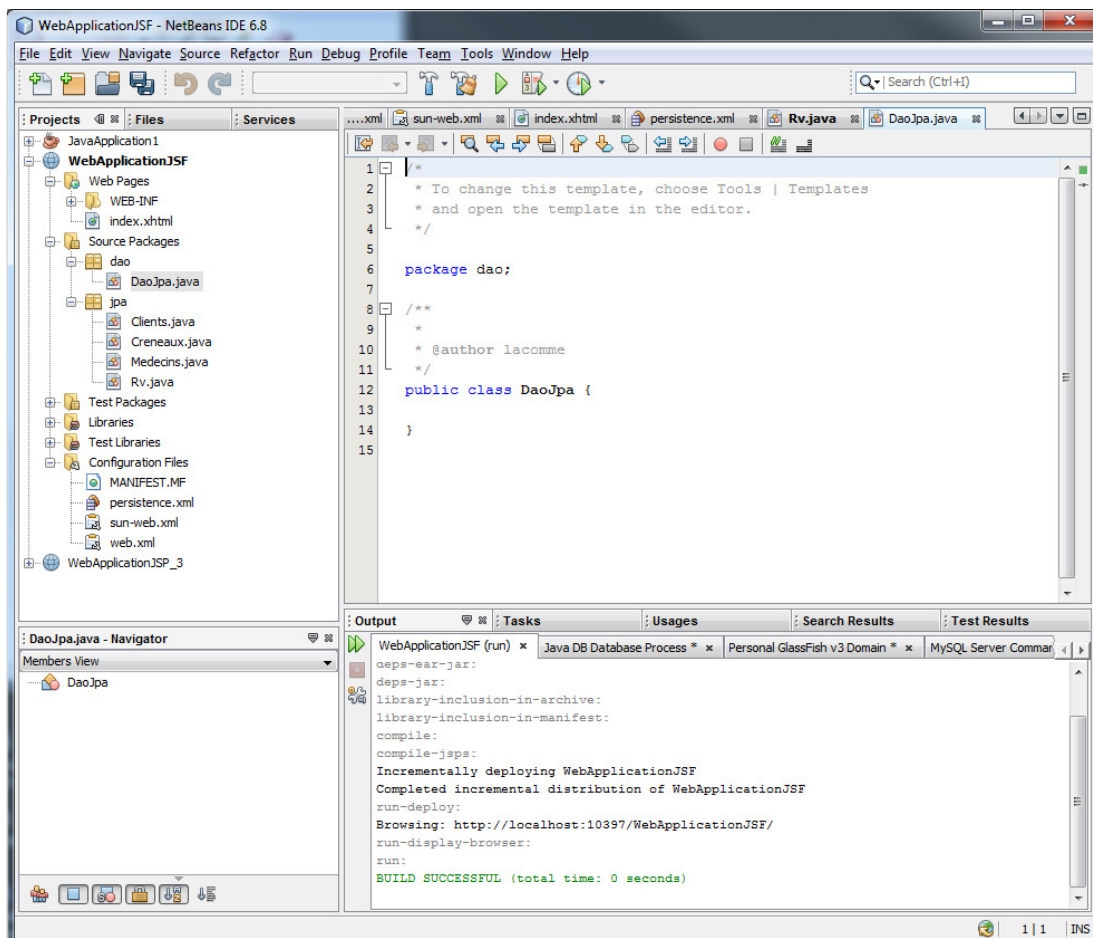 WebApplicationJSF - NetBeans IDE 6.8
File Edit View Navigate Source Refactor Run Debug Profile Team Tools Window Help
Search (Ctrl+I)
Projects Files Services
JavaApplication1
WebApplicationJSF
Web Pages
WEB-INF
index.xhtml
Source Packages
dao
DaoJpa.java
jpa
Clients.java
Creneaux.java
Medecins.java
Rv.java
Test Packages
Libraries
Test Libraries
Configuration Files
MANIFEST.MF
persistence.xml
sun-web.xml
web.xml
WebApplicationJSP_3
DaoJpa.java - Navigator
Members View
DaoJpa
....xml sun-web.xml index.xhtml persistence.xml Rv.java DaoJpa.java
1 /*
2 * To change this template, choose Tools | Templates
3 * and open the template in the editor.
4 */
5
6 package dao;
7
8 /**
9 *
10 * @author lacomme
11 */
12 public class DaoJpa {
13
14 }
15
Output Tasks Usages Search Results Test Results
WebApplicationJSF (run) Java DB Database Process * Personal GlassFish v3 Domain * MySQL Server Comman
deps-ear-jar:
deps-jar:
library-inclusion-in-archive:
library-inclusion-in-manifest:
compile:
compile-jsps:
Incrementally deploying WebApplicationJSF
Completed incremental distribution of WebApplicationJSF
run-deploy:
Browsing: http://localhost:10397/WebApplicationJSF/
run-display-browser:
run:
BUILD SUCCESSFUL (total time: 0 seconds)
1 | 1 INS